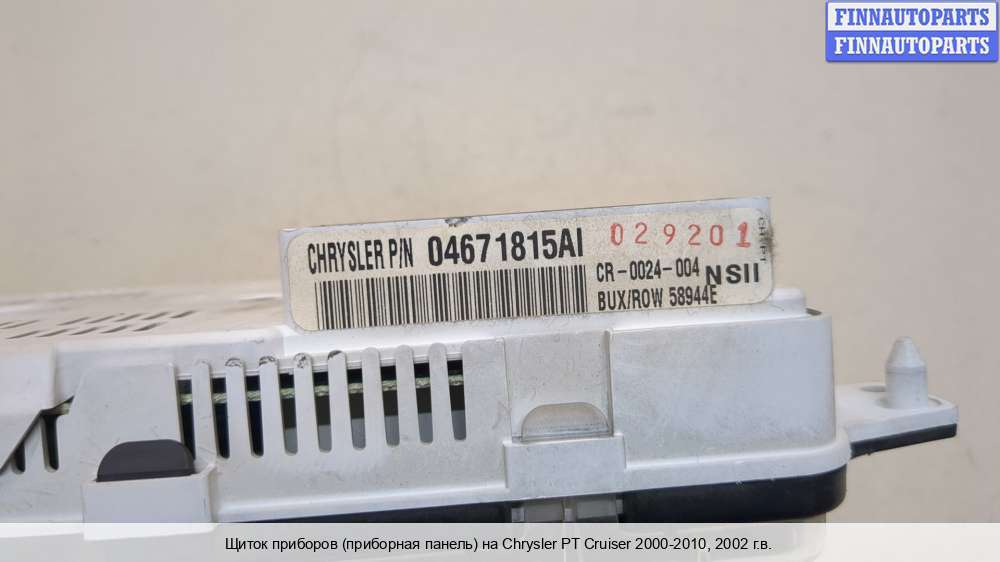 FINNAUTOPARTS
FINNAUTOPARTS
CHRYSLER P/N 04671815AI 029201
CR-0024-004 NSII
BUX/ROW 58944E
Щиток приборов (приборная панель) на Chrysler PT Cruiser 2000-2010, 2002 г.в.